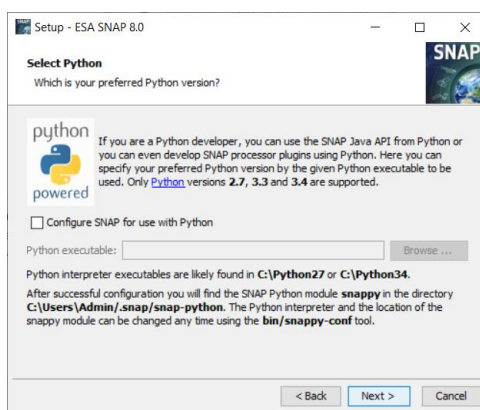 Setup - ESA SNAP 8.0
Select Python
Which is your preferred Python version?
SNAP
python
powered
If you are a Python developer, you can use the SNAP Java API from Python or
you can even develop SNAP processor plugins using Python. Here you can
specify your preferred Python version by the given Python executable to be
used. Only Python versions 2.7, 3.3 and 3.4 are supported.
Configure SNAP for use with Python
Python executable:
Browse ...
Python interpreter executables are likely found in C:\Python27 or C:\Python34.
After successful configuration you will find the SNAP Python module snappy in the directory
C:\Users\Admin/.snap/snap-python. The Python interpreter and the location of the
snappy module can be changed any time using the bin/snappy-conf tool.
< Back
Next >
Cancel